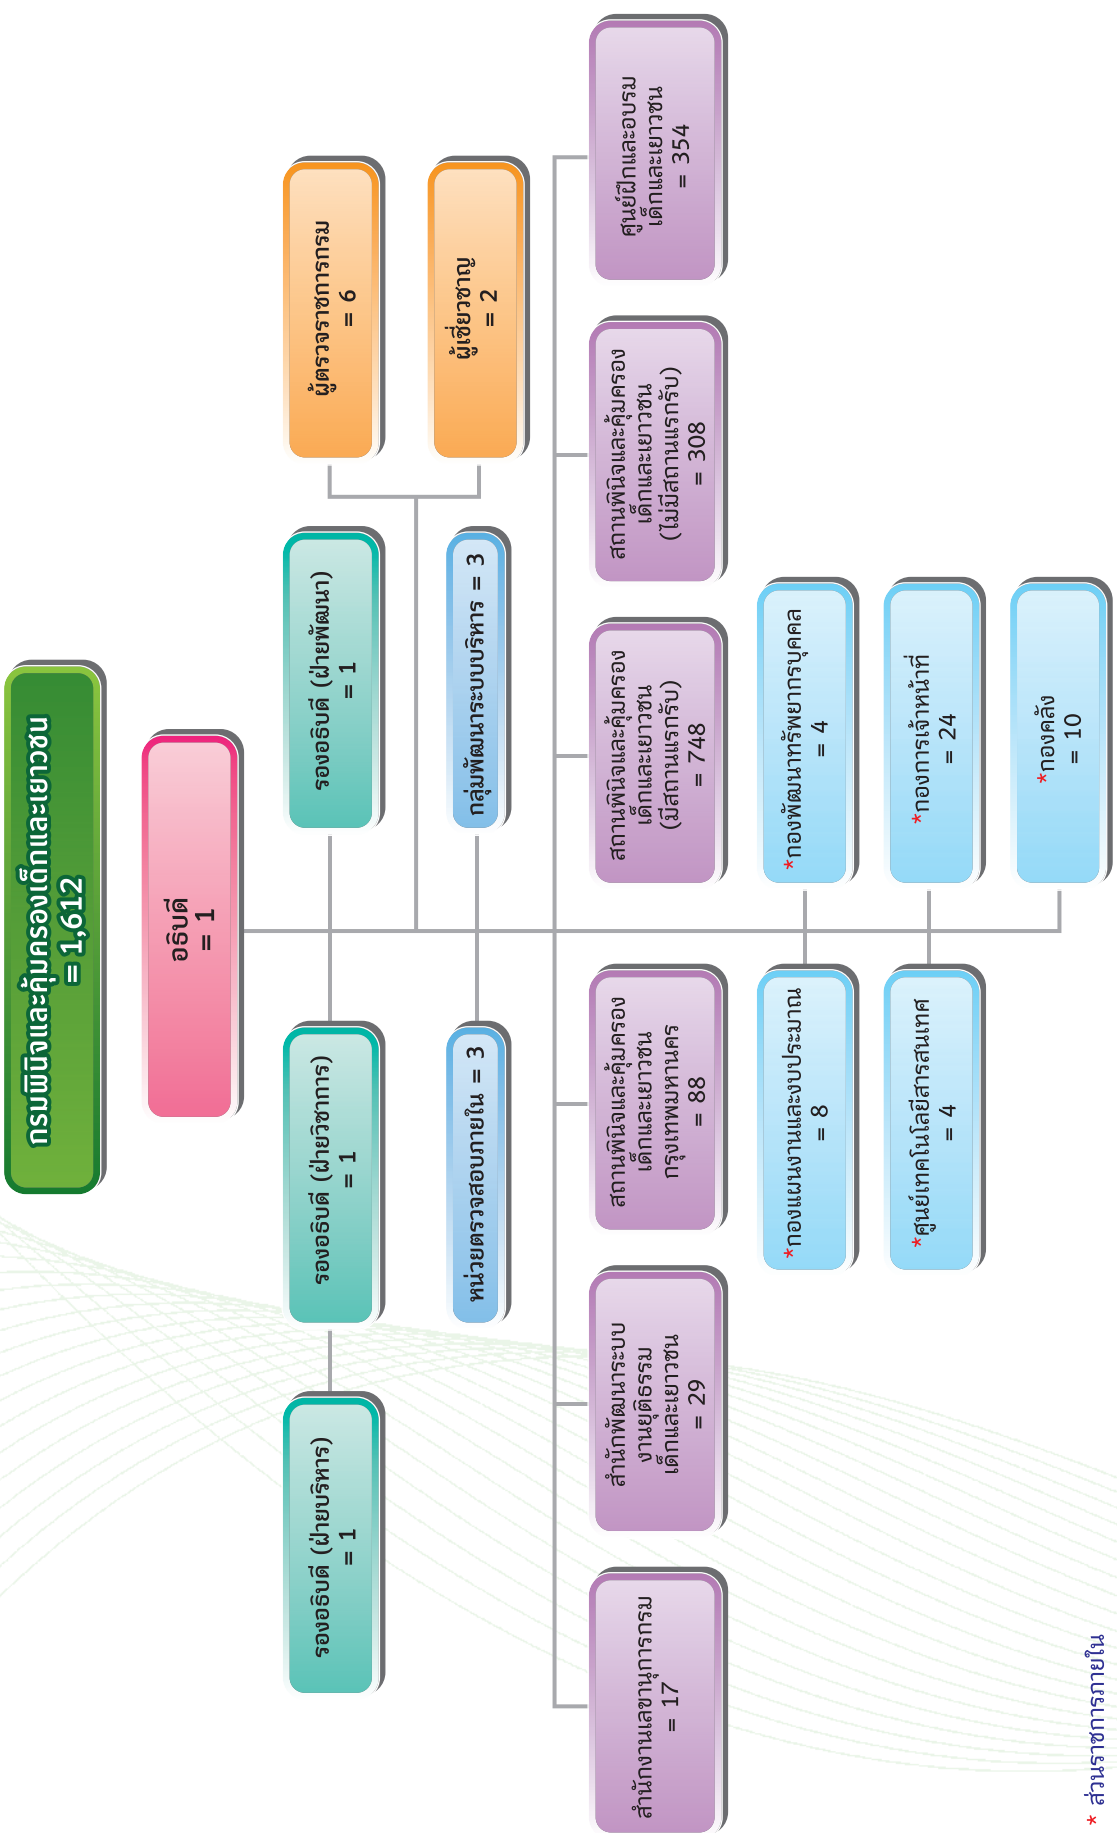 กรมพินิจและคุ้มครองเด็กและเยาวชน
= 1,612
อธิบดี
= 1
รองอธิบดี (ฝ่ายบริหาร)
= 1
รองอธิบดี (ฝ่ายวิชาการ)
= 1
รองอธิบดี (ฝ่ายพัฒนา)
= 1
ผู้ตรวจราชการกรม
= 6
ผู้เชี่ยวชาญ
= 2
หน่วยตรวจสอบภายใน = 3
กลุ่มพัฒนาระบบบริหาร = 3
สำนักงานเลขานุการกรม
= 17
สำนักพัฒนาระบบ
งานยุติธรรม
เด็กและเยาวชน
= 29
สถานพินิจและคุ้มครอง
เด็กและเยาวชน
กรุงเทพมหานคร
= 88
สถานพินิจและคุ้มครอง
เด็กและเยาวชน
(มีสถานแรกรับ)
= 748
สถานพินิจและคุ้มครอง
เด็กและเยาวชน
(ไม่มีสถานแรกรับ)
= 308
ศูนย์ฝึกและอบรม
เด็กและเยาวชน
= 354
*กองแผนงานและงบประมาณ
= 8
*กองพัฒนาทรัพยากรบุคคล
= 4
*ศูนย์เทคโนโลยีสารสนเทศ
= 4
*กองการเจ้าหน้าที่
= 24
*กองคลัง
= 10
* ส่วนราชการภายใน